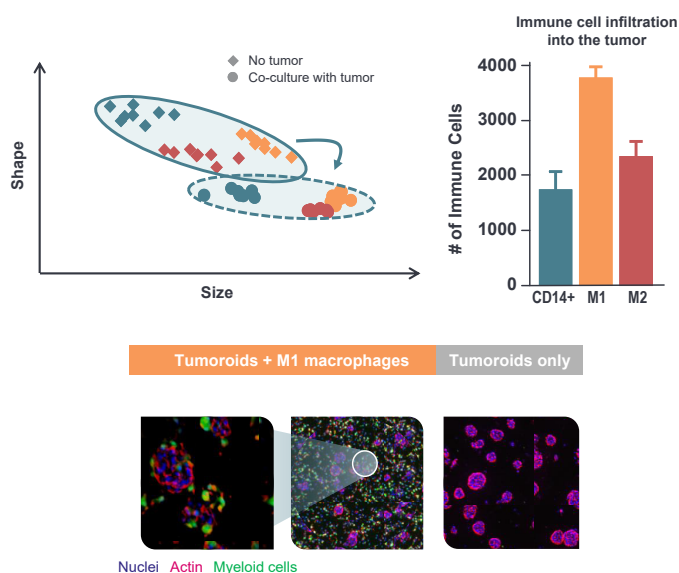 Immune cell infiltration
into the tumor
No tumor
Co-culture with tumor
Shape
Size
# of Immune Cells
4000
3000
2000
1000
0
CD14+ M1 M2
Tumoroids + M1 macrophages Tumoroids only
Nuclei Actin Myeloid cells